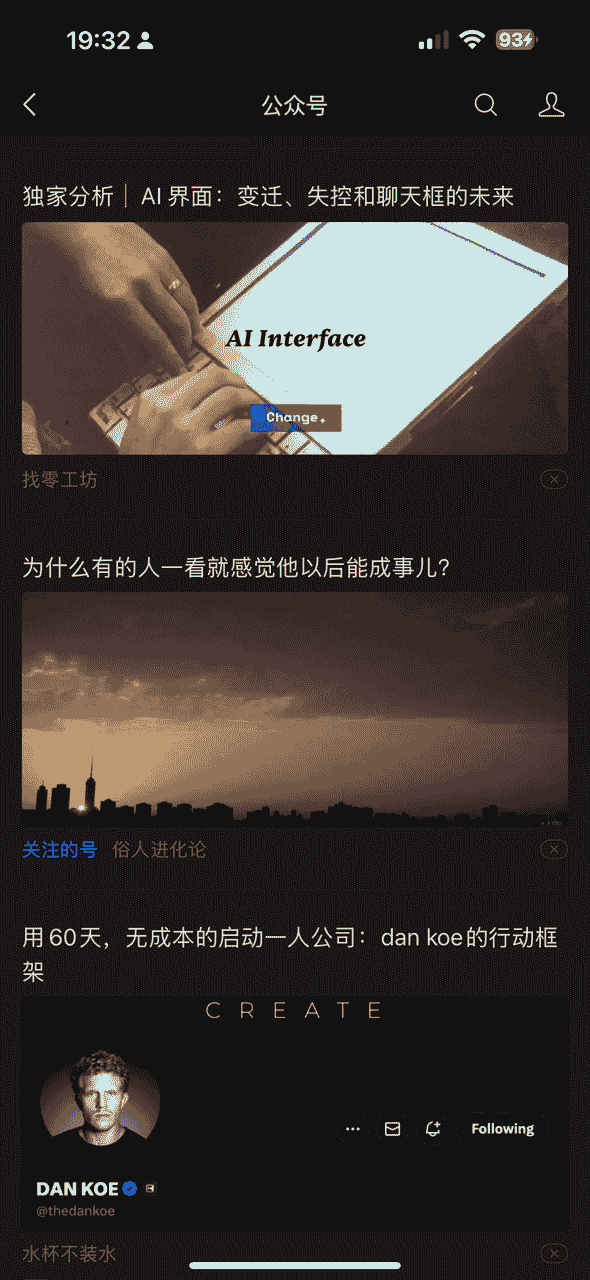 19:32
93
公众号
独家分析｜ AI 界面：变迁、失控和聊天框的未来
AI Interface
Change
找零工坊
为什么有的人一看就感觉他以后能成事儿？
关注的号 俗人进化论
用60天，无成本的启动一人公司：dan koe的行动框
架
CREATE
Following
DAN KOE
@thedankoe
水杯不装水